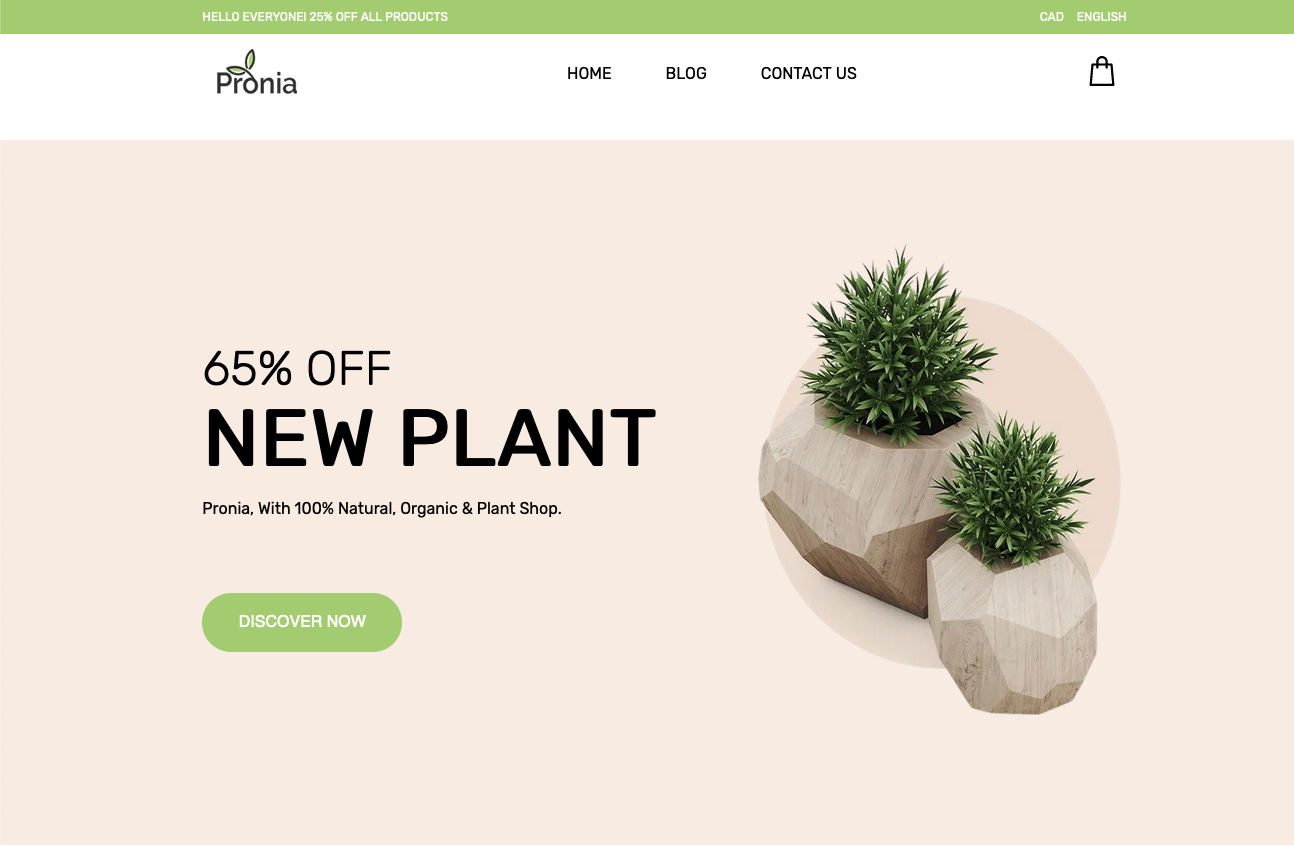 HELLO EVERYONE! 25% OFF ALL PRODUCTS
CAD ENGLISH
Pronia
HOME BLOG CONTACT US
65% OFF
NEW PLANT
Pronia, With 100% Natural, Organic & Plant Shop.
DISCOVER NOW